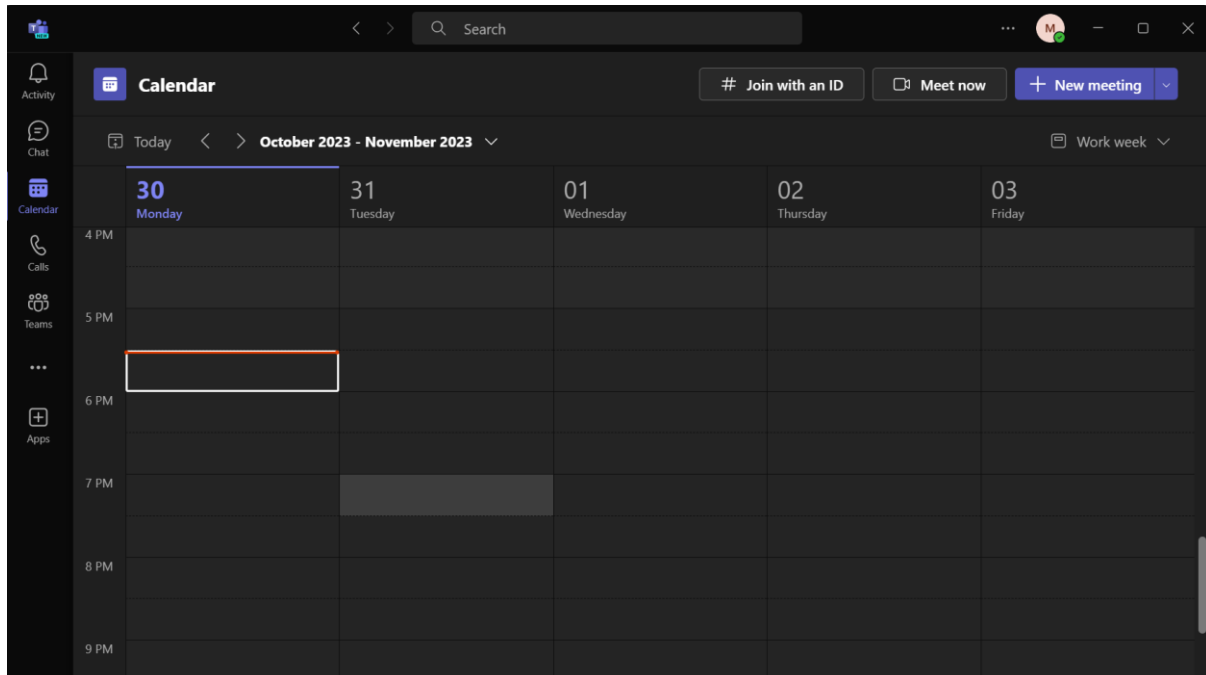 Search
M
Activity
Chat
Calendar
Calls
Teams
Apps
Calendar
# Join with an ID
Meet now
+ New meeting
Today
October 2023 - November 2023
Work week
30 31 01 02 03
Monday Tuesday Wednesday Thursday Friday
4 PM
5 PM
6 PM
7 PM
8 PM
9 PM